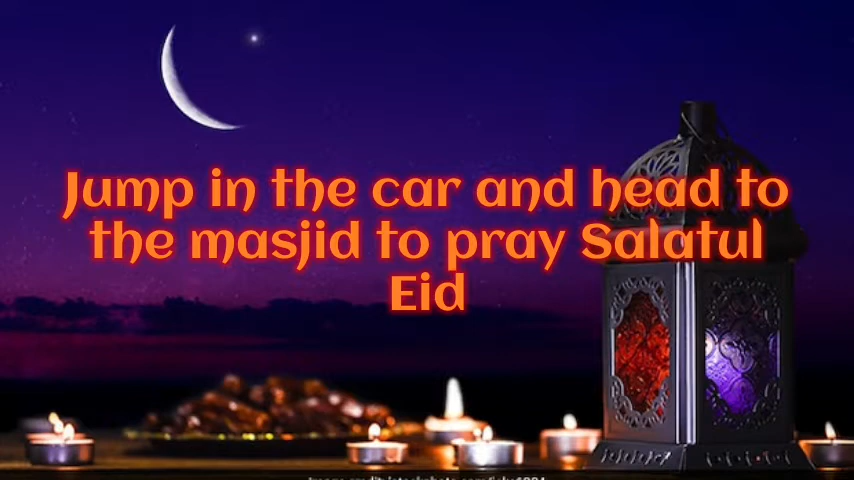 Jump in the car and head to
the masjid to pray Salatul
Eid